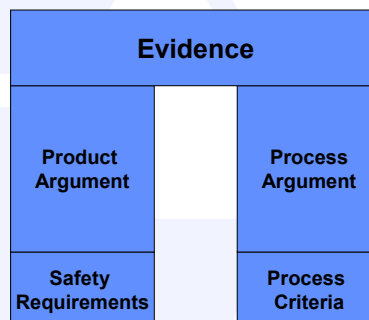 Evidence
Product
Argument
Process
Argument
Safety
Requirements
Process
Criteria